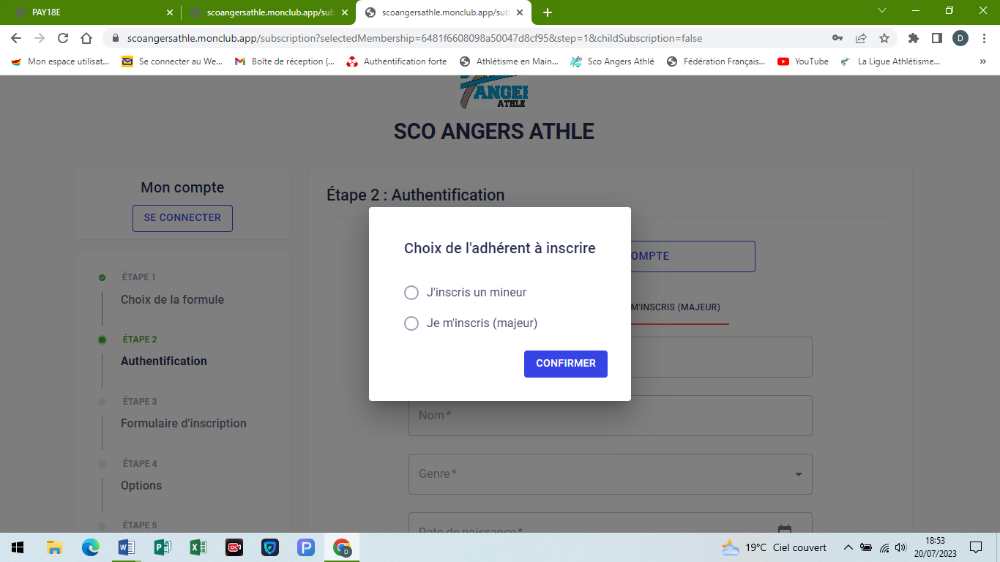 PAY18E
scoangersathle.monclub.app/sub
scoangersathle.monclub.app/sub
scoangersathle.monclub.app/subscription?selectedMembership=6481f6608098a50047d8cf95&step=1&childSubscription=false
D
Mon espace utilisat...
Se connecter au We...
Boîte de réception (...
Authentification forte
Athlétisme en Main...
Sco Angers Athlé
Fédération Français...
YouTube
La Ligue Athlétisme...
»
ANGER
ATHLE
SCO ANGERS ATHLE
Mon compte
SE CONNECTER
ÉTAPE 1
Choix de la formule
ÉTAPE 2
Authentification
ÉTAPE 3
Formulaire d'inscription
ÉTAPE 4
Options
ÉTAPE 5
Étape 2 : Authentification
OMPTE
M'INSCRIS (MAJEUR)
Choix de l'adhérent à inscrire
J'inscris un mineur
Je m'inscris (majeur)
CONFIRMER
Nom*
Genre*
Date de naissance*
19°C Ciel couvert
18:53
20/07/2023